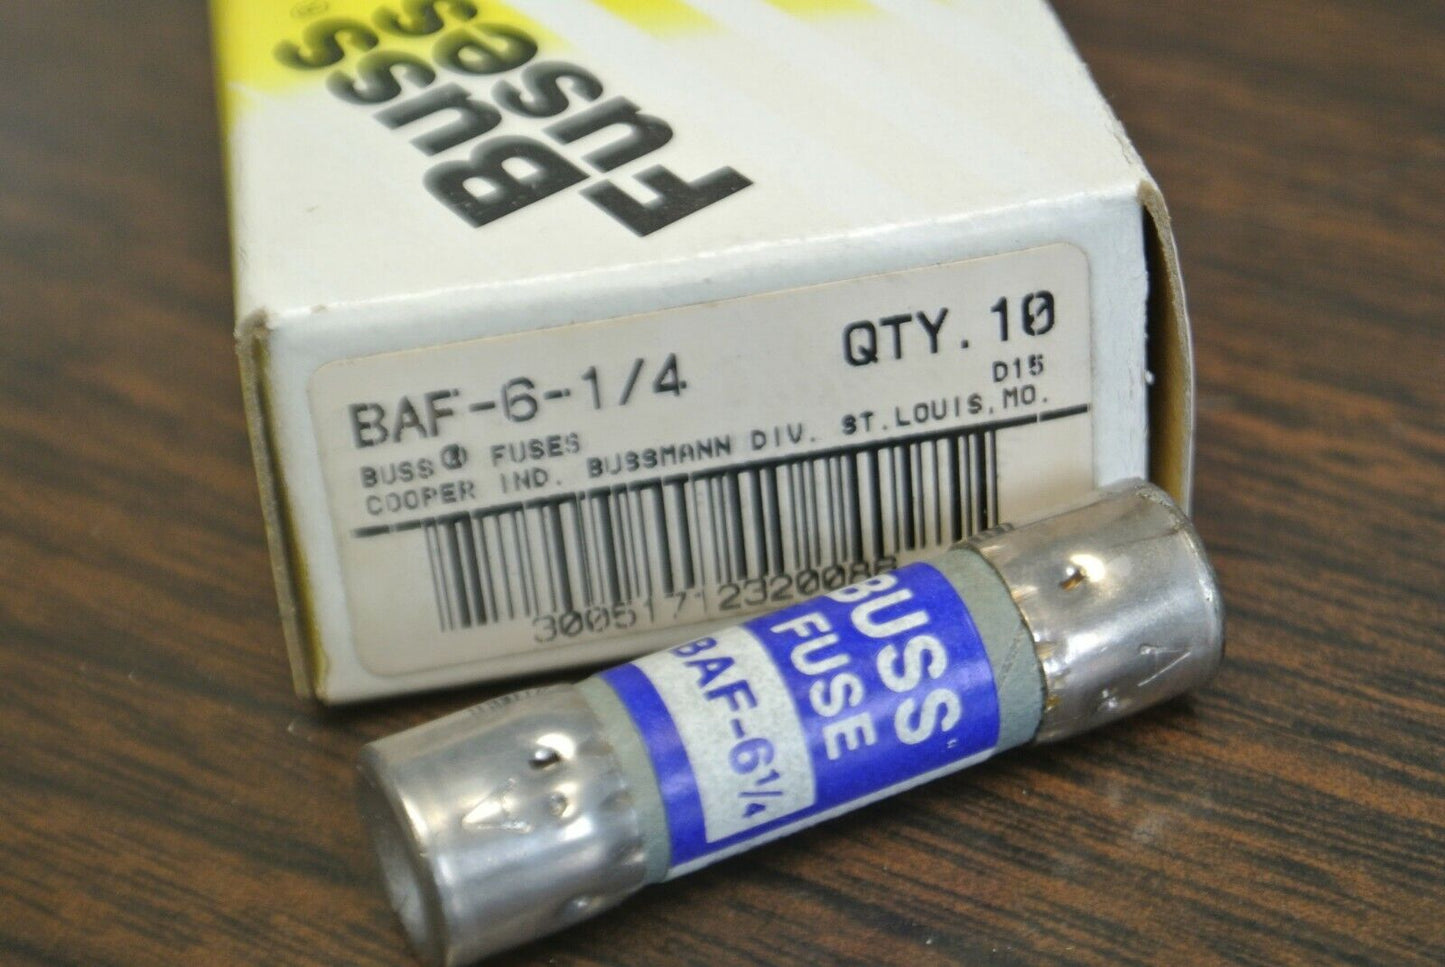 Buss®
Fuses
BAF-6-1/4 QTY. 10
D15
BUSS® FUSES
COOPER IND. BUSSMANN DIV. ST. LOUIS, MO.
BUSS
FUSE
BAF-6¼